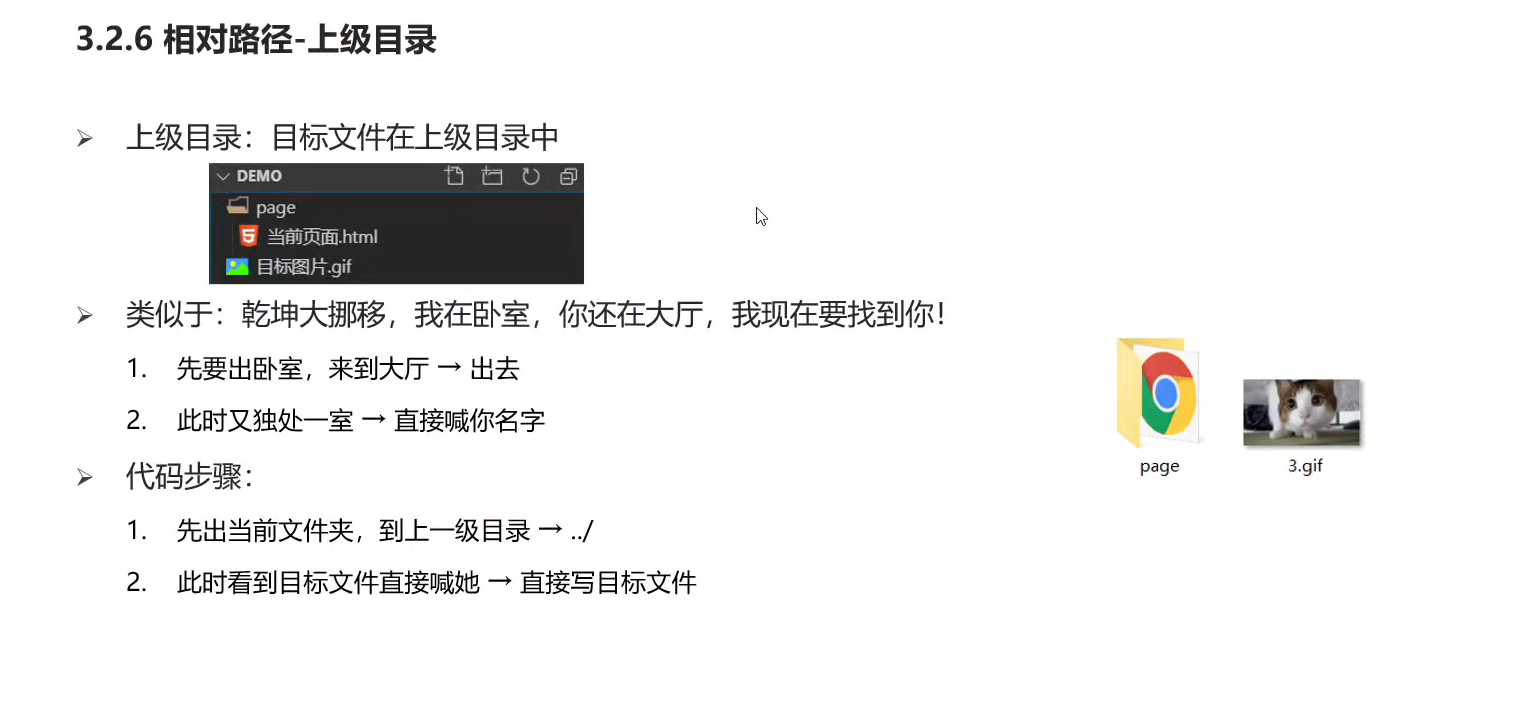 3.2.6 相对路径-上级目录
上级目录：目标文件在上级目录中
DEMO
page
当前页面.html
目标图片.gif
类似于：乾坤大挪移，我在卧室，你还在大厅，我现在要找到你！
1. 先要出卧室，来到大厅 → 出去
2. 此时又独处一室 → 直接喊你名字
page
3.gif
代码步骤：
1. 先出当前文件夹，到上一级目录 → ../
2. 此时看到目标文件直接喊她 → 直接写目标文件